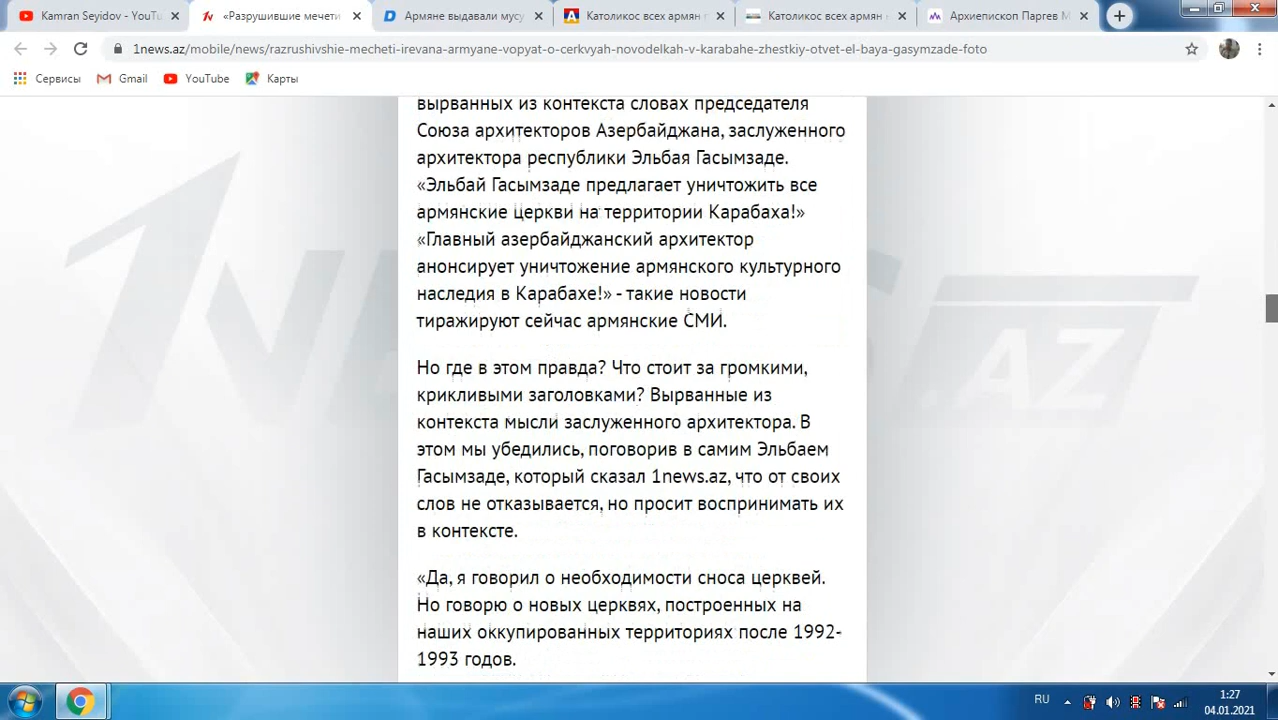 Kamran Seyidov - YouTu
«Разрушившие мечети
Армяне выдавали мусу
Католикос всех армян п
Католикос всех армян
Архиепископ Паргев М
1news.az/mobile/news/razrushivshie-mecheti-irevana-armyane-vopyat-o-cerkvyah-novodelkah-v-karabahe-zhestkiy-otvet-el-baya-gasymzade-foto
Сервисы
Gmail
YouTube
Карты
1NEWS.AZ
вырванных из контекста словах председателя
Союза архитекторов Азербайджана, заслуженного
архитектора республики Эльбая Гасымзаде.
«Эльбай Гасымзаде предлагает уничтожить все
армянские церкви на территории Карабаха!»
«Главный азербайджанский архитектор
анонсирует уничтожение армянского культурного
наследия в Карабахе!» - такие новости
тиражируют сейчас армянские СМИ.
Но где в этом правда? Что стоит за громкими,
крикливыми заголовками? Вырванные из
контекста мысли заслуженного архитектора. В
этом мы убедились, поговорив в самим Эльбаем
Гасымзаде, который сказал 1news.az, что от своих
слов не отказывается, но просит воспринимать их
в контексте.
«Да, я говорил о необходимости сноса церквей.
Но говорю о новых церквях, построенных на
наших оккупированных территориях после 1992-
1993 годов.
RU
1:27
04.01.2021